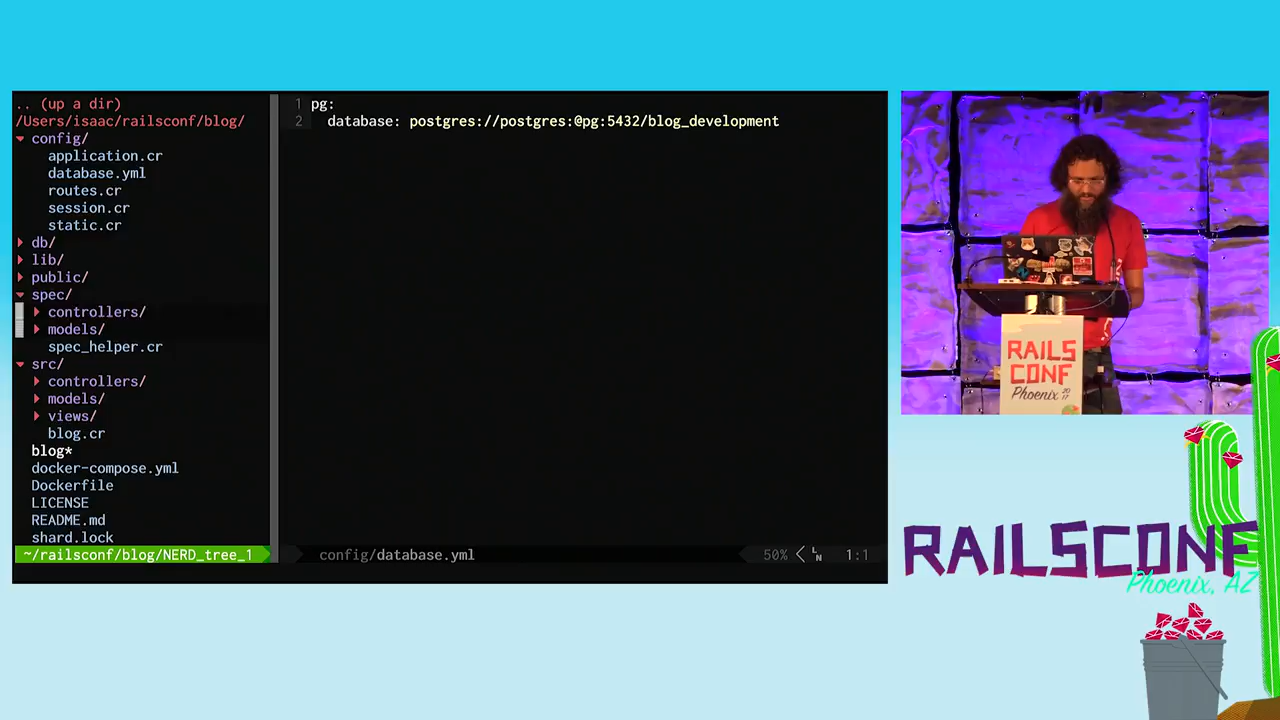 .. (up a dir)
/Users/isaac/railsconf/blog/
config/
application.cr
database.yml
routes.cr
session.cr
static.cr
db/
lib/
public/
spec/
controllers/
models/
spec_helper.cr
src/
controllers/
models/
views/
blog.cr
blog*
docker-compose.yml
Dockerfile
LICENSE
README.md
shard.lock
~/railsconf/blog/NERD_tree_1
1 pg:
2 database: postgres://postgres:@pg:5432/blog_development
config/database.yml
50% LN 1:1
RAILS
CONF
Phoenix 2017
RAILSCONF
Phoenix, AZ